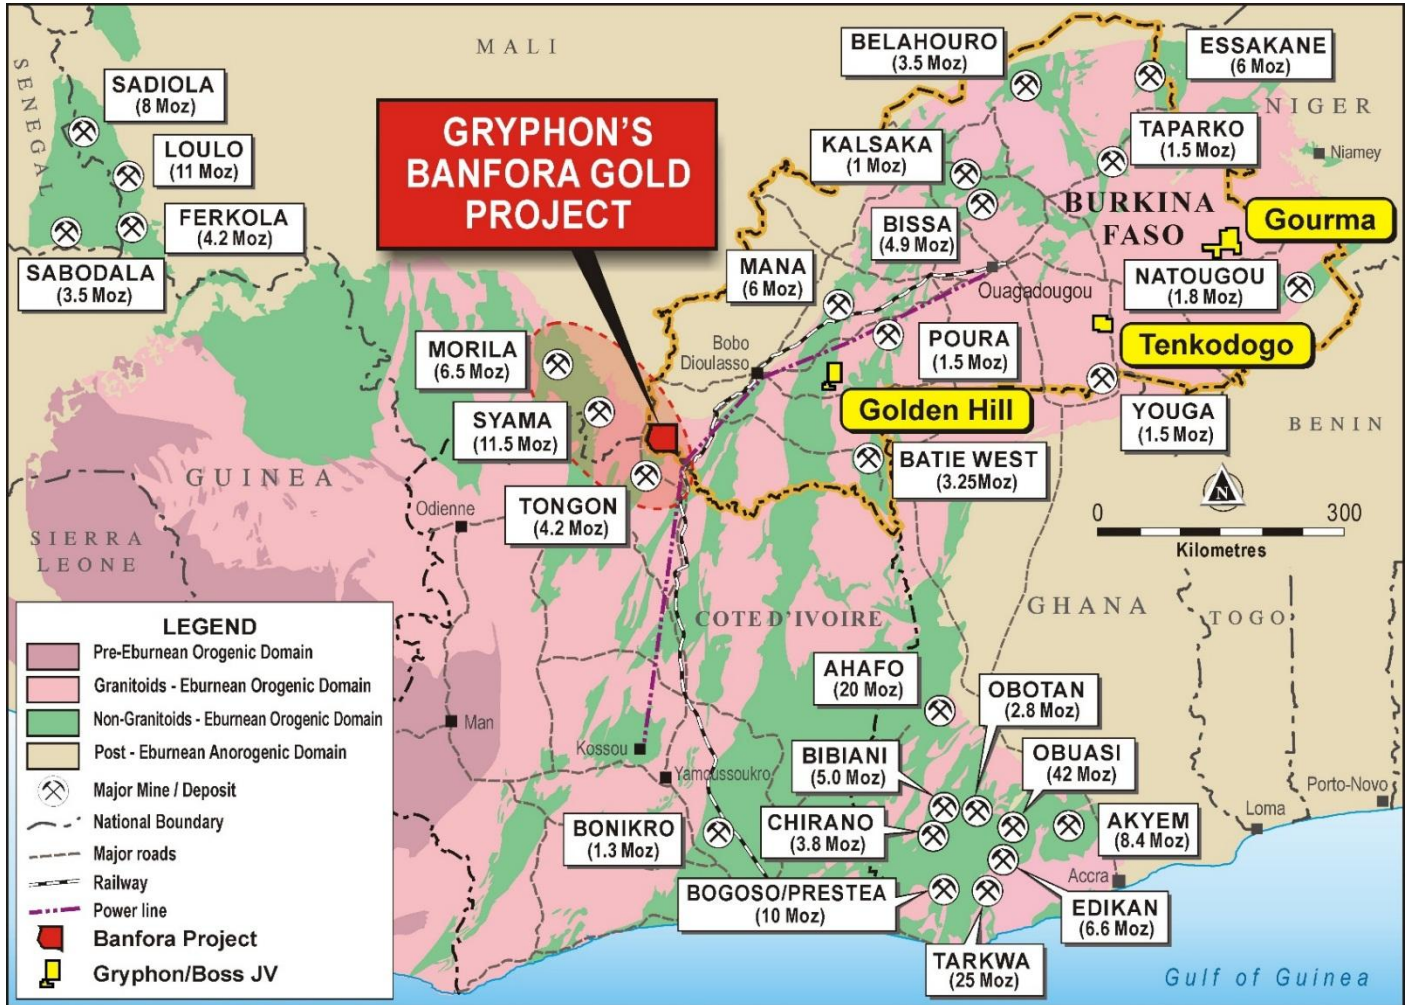 MALI
SENEGAL
SADIOLA
(8 Moz)
LOULO
(11 Moz)
FERKOLA
(4.2 Moz)
SABODALA
(3.5 Moz)
GRYPHON'S
BANFORA GOLD
PROJECT
BELAHOURO
(3.5 Moz)
ESSAKANE
(6 Moz)
NIGER
Niamey
TAPARKO
(1.5 Moz)
KALSAKA
(1 Moz)
BURKINA
FASO
BISSA
(4.9 Moz)
Gourma
MANA
(6 Moz)
Ouagadougou
NATOUGOU
(1.8 Moz)
MORILA
(6.5 Moz)
Bobo
Dioulasso
POURA
(1.5 Moz)
Tenkodogo
SYAMA
(11.5 Moz)
Golden Hill
YOUGA
(1.5 Moz)
BENIN
GUINEA
BATIE WEST
(3.25Moz)
TONGON
(4.2 Moz)
Odienne
N
0
300
Kilometres
SIERRA
LEONE
GHANA
TOGO
COTE D'IVOIRE
LEGEND
Pre-Eburnean Orogenic Domain
Granitoids - Eburnean Orogenic Domain
Non-Granitoids - Eburnean Orogenic Domain
Post - Eburnean Anorogenic Domain
Major Mine / Deposit
National Boundary
Major roads
Railway
Power line
Banfora Project
Gryphon/Boss JV
Man
Kossou
Yamoussoukro
AHAFO
(20 Moz)
OBOTAN
(2.8 Moz)
BIBIANI
(5.0 Moz)
OBUASI
(42 Moz)
CHIRANO
(3.8 Moz)
BONIKRO
(1.3 Moz)
AKYEM
(8.4 Moz)
Porto-Novo
Loma
Accra
BOGOSO/PRESTEA
(10 Moz)
EDIKAN
(6.6 Moz)
TARKWA
(25 Moz)
Gulf of Guinea